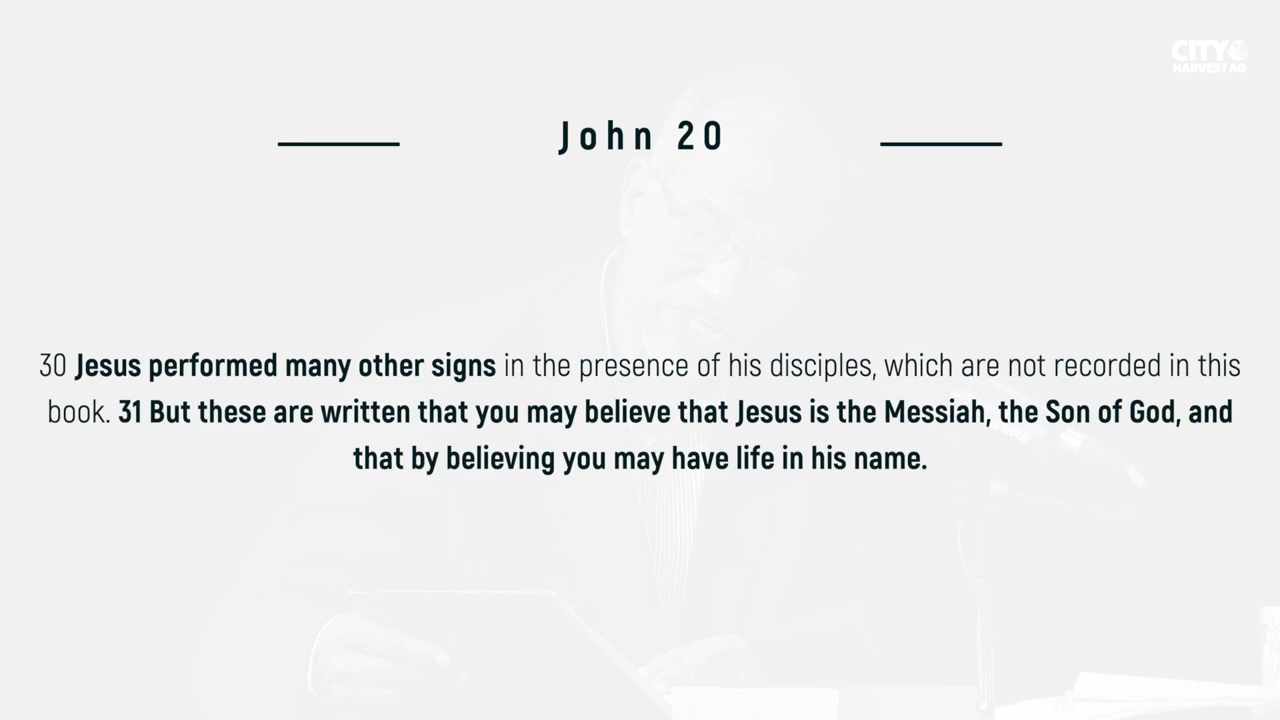 CITY
HARVEST AG
John 20
30 Jesus performed many other signs in the presence of his disciples, which are not recorded in this
book. 31 But these are written that you may believe that Jesus is the Messiah, the Son of God, and
that by believing you may have life in his name.